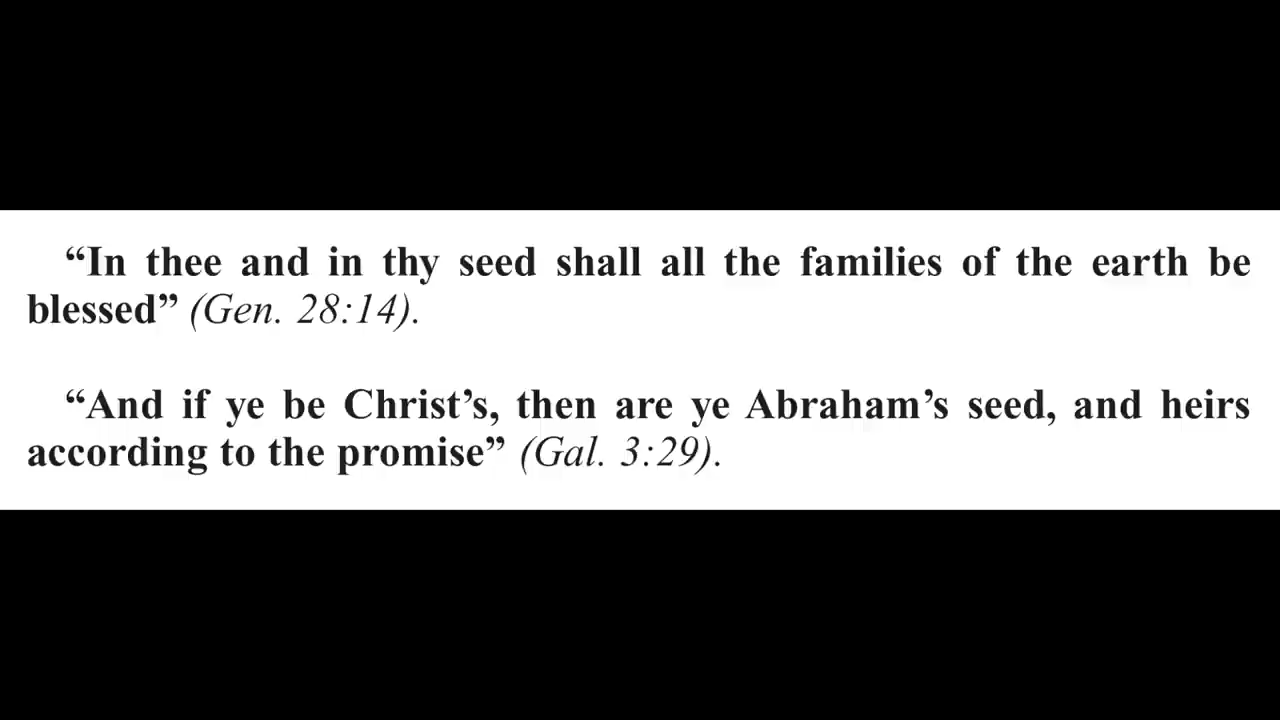 “In thee and in thy seed shall all the families of the earth be
blessed” (Gen. 28:14).
“And if ye be Christ’s, then are ye Abraham’s seed, and heirs
according to the promise” (Gal. 3:29).